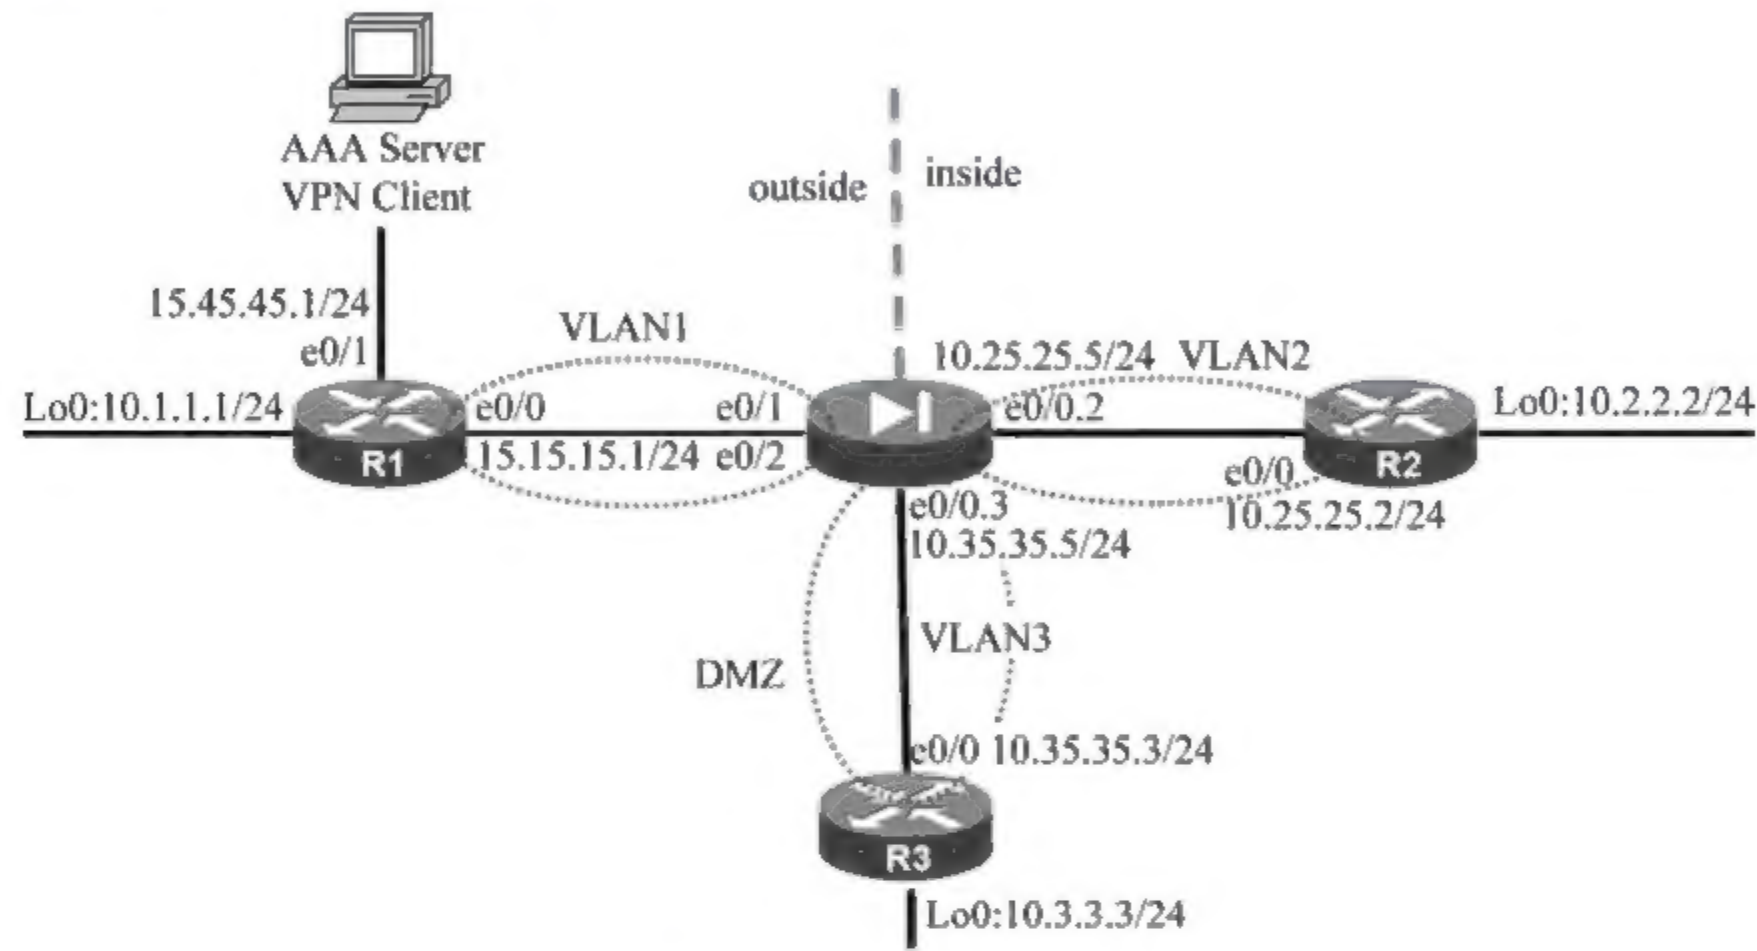 AAA Server
VPN Client
outside
inside
15.45.45.1/24
e0/1
VLAN1
10.25.25.5/24 VLAN2
Lo0:10.1.1.1/24
e0/0
e0/1
e0/0.2
Lo0:10.2.2.2/24
R1
15.15.15.1/24 e0/2
e0/0
R2
10.25.25.2/24
e0/0.3
10.35.35.5/24
VLAN3
DMZ
e0/0 10.35.35.3/24
R3
Lo0:10.3.3.3/24